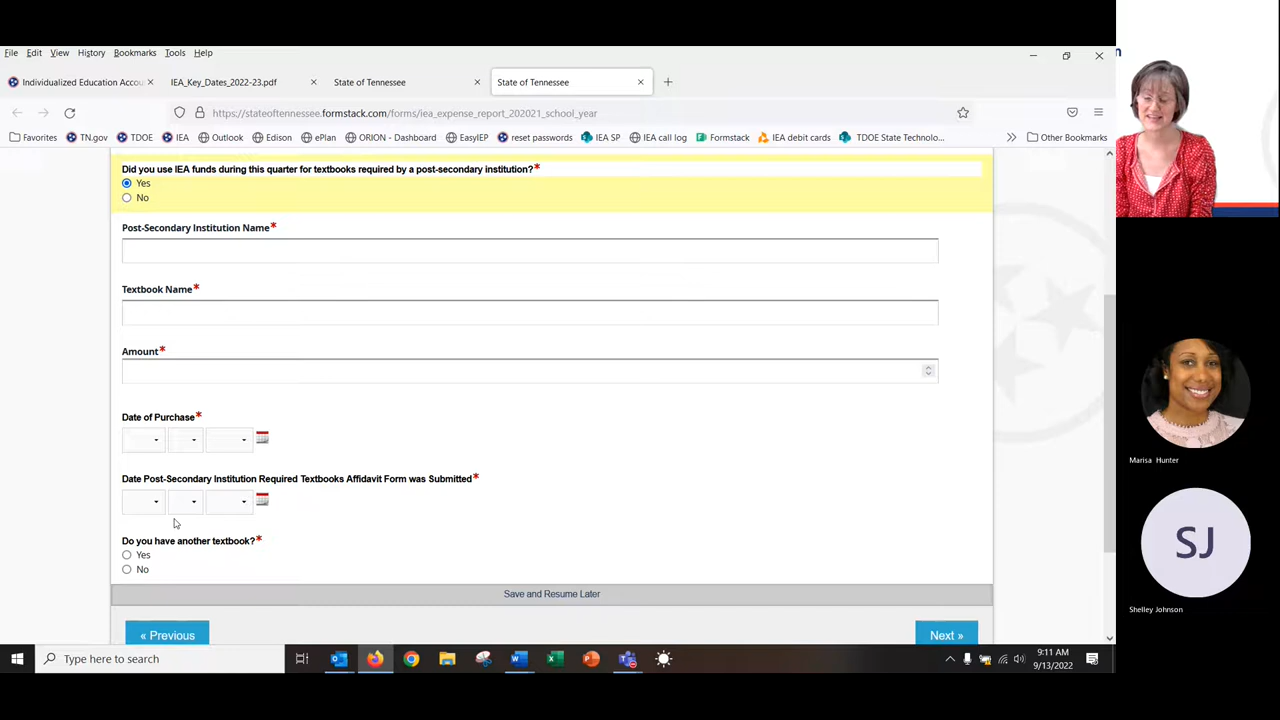 File Edit View History Bookmarks Tools Help
Individualized Education Accou
IEA_Key_Dates_2022-23.pdf
State of Tennessee
State of Tennessee
https://stateoftennessee.formstack.com/forms/iea_expense_report_202021_school_year
Favorites TN.gov TDOE IEA Outlook Edison ePlan ORION - Dashboard EasyIEP reset passwords IEA SP IEA call log Formstack IEA debit cards TDOE State Technolo... Other Bookmarks
Did you use IEA funds during this quarter for textbooks required by a post-secondary institution?*
Yes
No
Post-Secondary Institution Name*
Textbook Name*
Amount*
Date of Purchase*
Date Post-Secondary Institution Required Textbooks Affidavit Form was Submitted*
Do you have another textbook?*
Yes
No
Save and Resume Later
« Previous
Next »
Type here to search
9:11 AM
9/13/2022
Marisa Hunter
SJ
Shelley Johnson